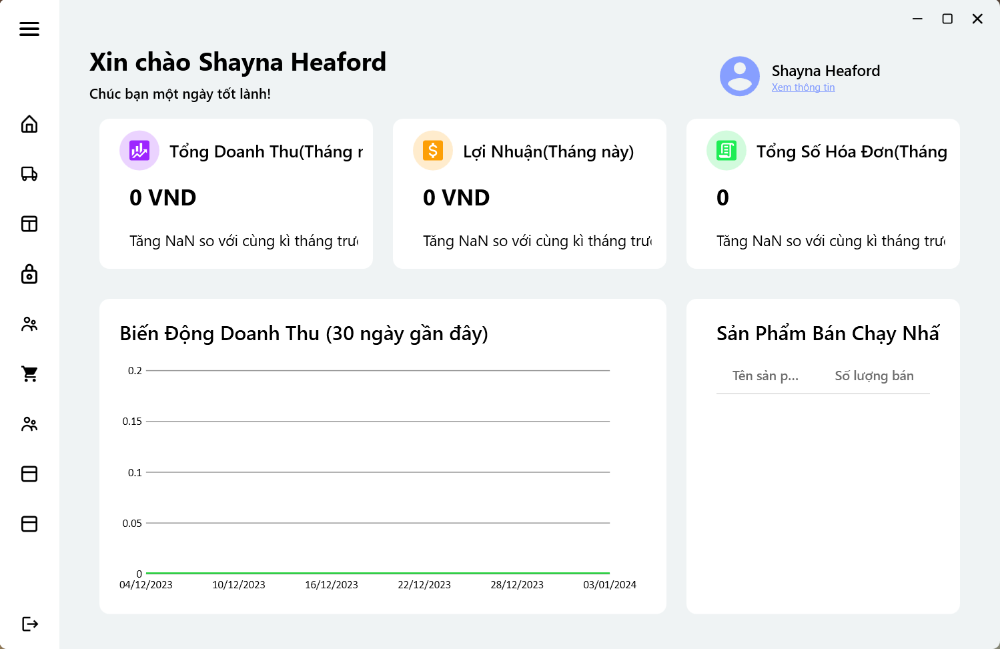 Xin chào Shayna Heaford
Chúc bạn một ngày tốt lành!
Shayna Heaford
Xem thông tin
Tổng Doanh Thu(Tháng
0 VND
Tăng NaN so với cùng kì tháng
Lợi Nhuận(Tháng này)
0 VND
Tăng NaN so với cùng kì tháng
Tổng Số Hóa Đơn(Tháng
0
Tăng NaN so với cùng kì tháng
Biến Động Doanh Thu (30 ngày gần đây)
0.2
0.15
0.1
0.05
0
04/12/2023 10/12/2023 16/12/2023 22/12/2023 28/12/2023 03/01/2024
Sản Phẩm Bán Chạy Nhấ
Tên sản p... Số lượng bán